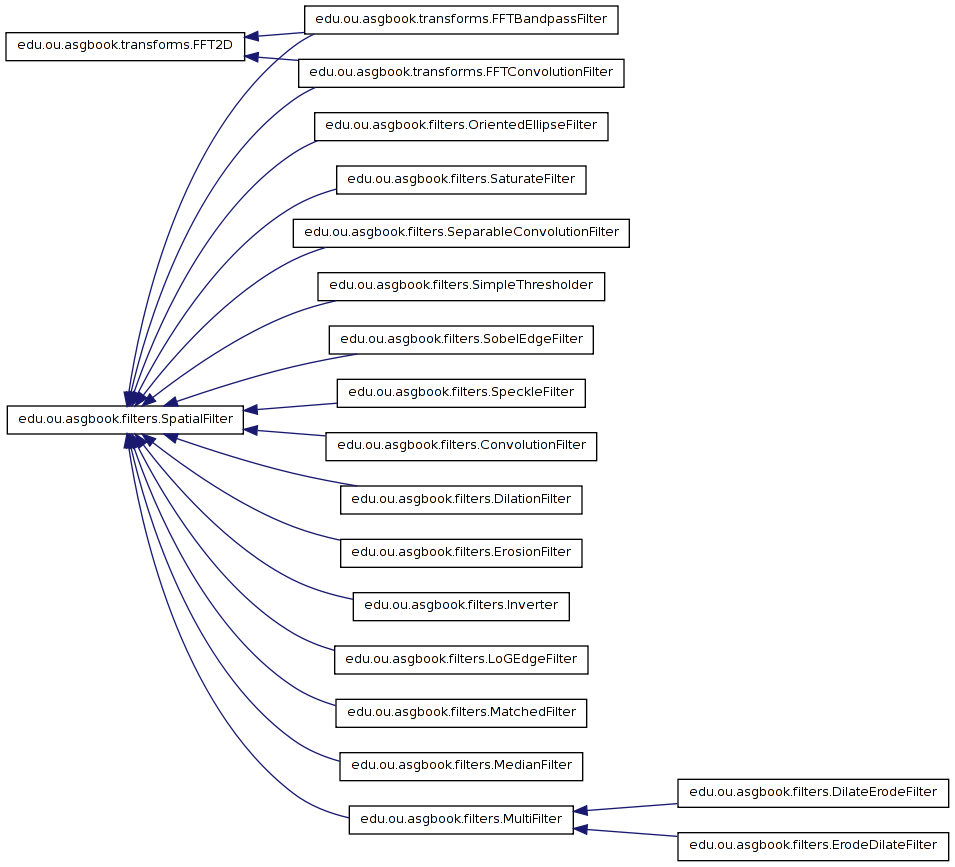 edu.ou.asgbook.transforms.FFTBandpassFilter
edu.ou.asgbook.transforms.FFT2D
edu.ou.asgbook.transforms.FFTConvolutionFilter
edu.ou.asgbook.filters.OrientedEllipseFilter
edu.ou.asgbook.filters.SaturateFilter
edu.ou.asgbook.filters.SeparableConvolutionFilter
edu.ou.asgbook.filters.SimpleThresholder
edu.ou.asgbook.filters.SobelEdgeFilter
edu.ou.asgbook.filters.SpeckleFilter
edu.ou.asgbook.filters.SpatialFilter
edu.ou.asgbook.filters.ConvolutionFilter
edu.ou.asgbook.filters.DilationFilter
edu.ou.asgbook.filters.ErosionFilter
edu.ou.asgbook.filters.Inverter
edu.ou.asgbook.filters.LoGEdgeFilter
edu.ou.asgbook.filters.MatchedFilter
edu.ou.asgbook.filters.MedianFilter
edu.ou.asgbook.filters.DilateErodeFilter
edu.ou.asgbook.filters.MultiFilter
edu.ou.asgbook.filters.ErodeDilateFilter